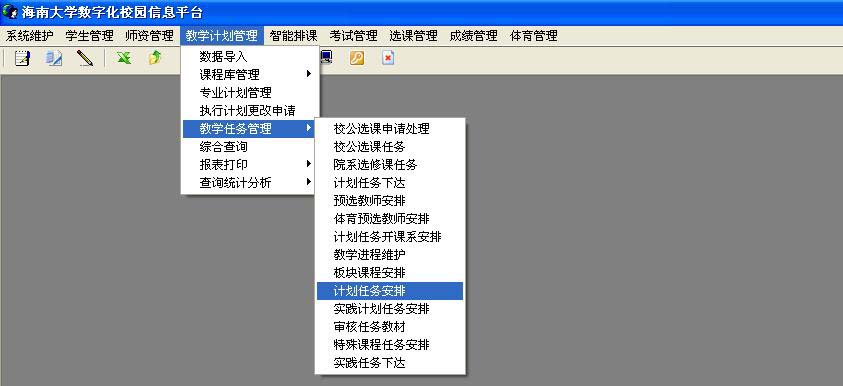 海南大学数字化校园信息平台
系统维护 学生管理 师资管理 教学计划管理 智能排课 考试管理 选课管理 成绩管理 体育管理
数据导入
课程库管理
专业计划管理
执行计划更改申请
教学任务管理
综合查询
报表打印
查询统计分析
校公选课申请处理
校公选课任务
院系选修课任务
计划任务下达
预选教师安排
体育预选教师安排
计划任务开课系安排
教学进程维护
板块课程安排
计划任务安排
实践计划任务安排
审核任务教材
特殊课程任务安排
实践任务下达